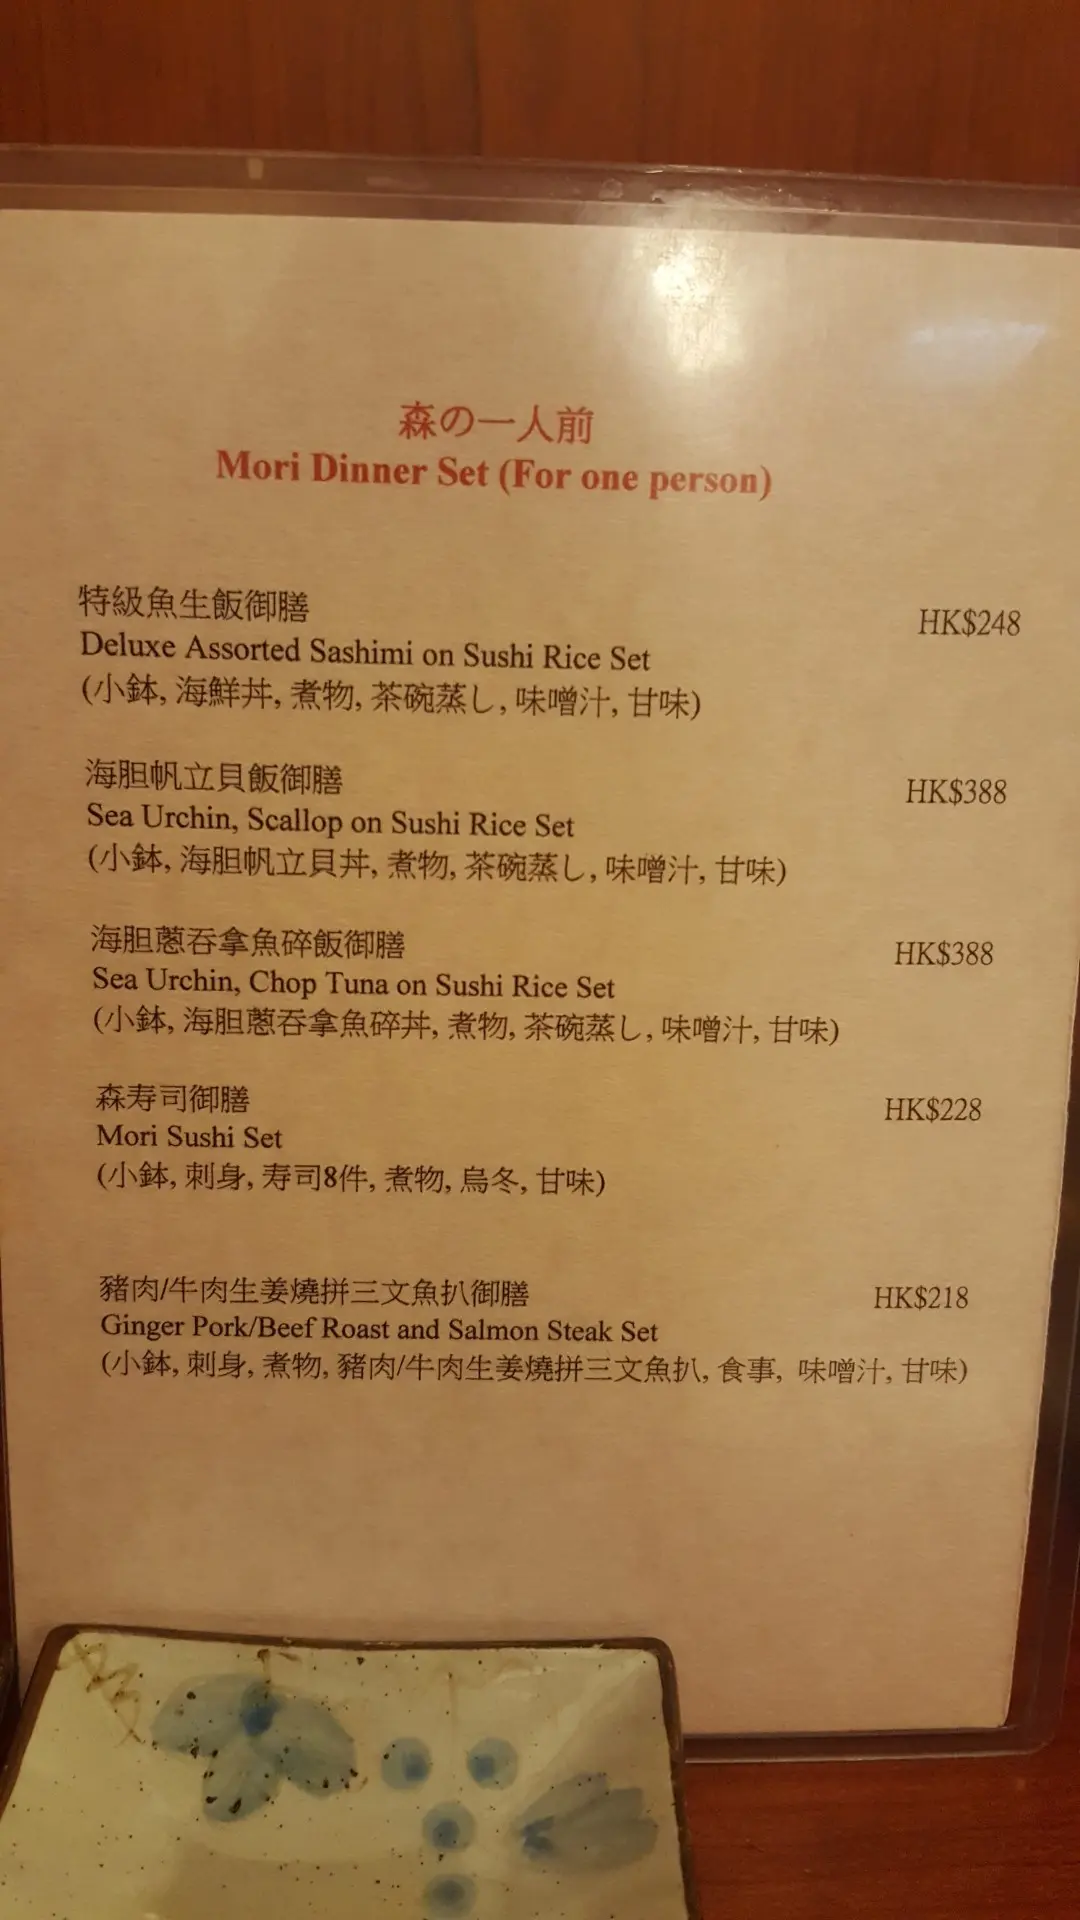 森の一人前
Mori Dinner Set (For one person)
特級魚生飯御膳
HK$248
Deluxe Assorted Sashimi on Sushi Rice Set
(小鉢, 海鮮丼, 煮物, 茶碗蒸し, 味噌汁, 甘味)
海胆帆立貝飯御膳
HK$388
Sea Urchin, Scallop on Sushi Rice Set
(小鉢, 海胆帆立貝丼, 煮物, 茶碗蒸し, 味噌汁, 甘味)
海胆蔥吞拿魚碎飯御膳
HK$388
Sea Urchin, Chop Tuna on Sushi Rice Set
(小鉢, 海胆蔥吞拿魚碎丼, 煮物, 茶碗蒸し, 味噌汁, 甘味)
森寿司御膳
HK$228
Mori Sushi Set
(小鉢, 刺身, 寿司8件, 煮物, 烏冬, 甘味)
豬肉/牛肉生姜燒拼三文魚扒御膳
HK$218
Ginger Pork/Beef Roast and Salmon Steak Set
(小鉢, 刺身, 煮物, 豬肉/牛肉生姜燒拼三文魚扒, 食事, 味噌汁, 甘味)